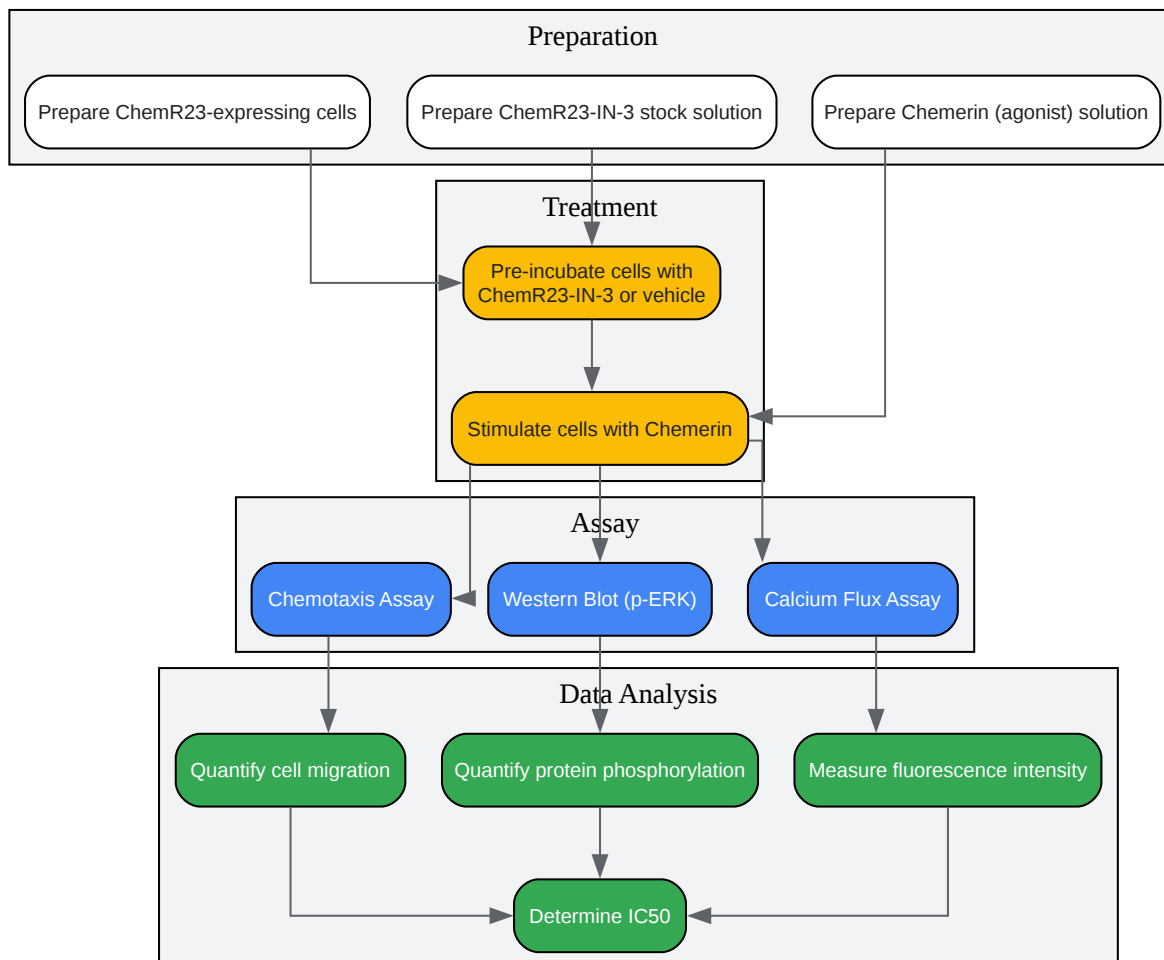 Preparation
Prepare ChemR23-expressing cells
Prepare ChemR23-IN-3 stock solution
Prepare Chemerin (agonist) solution
Treatment
Pre-incubate cells with
ChemR23-IN-3 or vehicle
Stimulate cells with Chemerin
Assay
Chemotaxis Assay
Western Blot (p-ERK)
Calcium Flux Assay
Data Analysis
Quantify cell migration
Quantify protein phosphorylation
Measure fluorescence intensity
Determine IC50